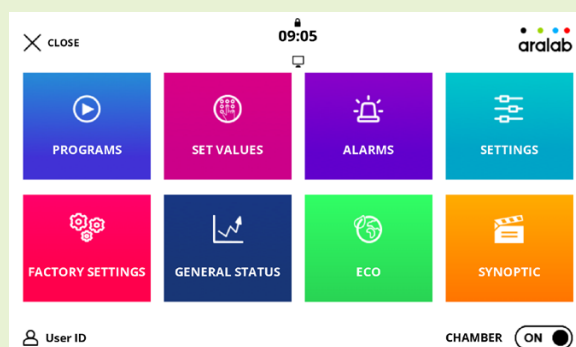 CLOSE
09:05
aralab
PROGRAMS
SET VALUES
ALARMS
SETTINGS
FACTORY SETTINGS
GENERAL STATUS
ECO
SYNOPTIC
User ID
CHAMBER ON